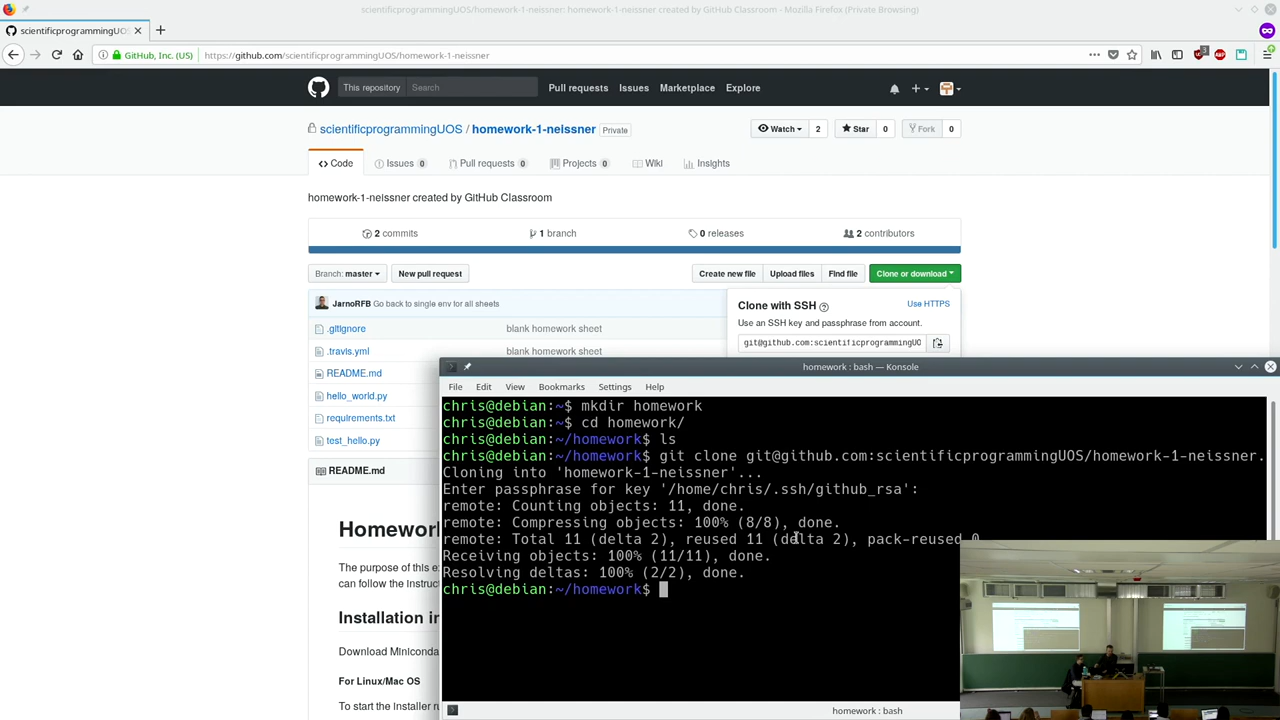 scientificprogrammingUOS/homework-1-neissner: homework-1-neissner created by GitHub Classroom - Mozilla Firefox (Private Browsing)
scientificprogrammingUOS
GitHub, Inc. (US)
https://github.com/scientificprogrammingUOS/homework-1-neissner
3
ABP
This repository
Search
Pull requests
Issues
Marketplace
Explore
scientificprogrammingUOS / homework-1-neissner
Private
Watch
2
Star
0
Fork
0
<> Code
Issues 0
Pull requests 0
Projects 0
Wiki
Insights
homework-1-neissner created by GitHub Classroom
2 commits
1 branch
0 releases
2 contributors
Branch: master
New pull request
Create new file
Upload files
Find file
Clone or download
JarnoRFB Go back to single env for all sheets
Clone with SSH
Use HTTPS
Use an SSH key and passphrase from account.
git@github.com:scientificprogrammingUO
.gitignore
blank homework sheet
.travis.yml
blank homework sheet
README.md
hello_world.py
requirements.txt
test_hello.py
README.md
Homewor
The purpose of this e
can follow the instruc
Installation i
Download Miniconda
For Linux/Mac OS
To start the installer ru
homework : bash — Konsole
File
Edit
View
Bookmarks
Settings
Help
chris@debian:~$ mkdir homework
chris@debian:~$ cd homework/
chris@debian:~/homework$ ls
chris@debian:~/homework$ git clone git@github.com:scientificprogrammingUOS/homework-1-neissner.
Cloning into 'homework-1-neissner'...
Enter passphrase for key '/home/chris/.ssh/github_rsa':
remote: Counting objects: 11, done.
remote: Compressing objects: 100% (8/8), done.
remote: Total 11 (delta 2), reused 11 (delta 2), pack-reused 0
Receiving objects: 100% (11/11), done.
Resolving deltas: 100% (2/2), done.
chris@debian:~/homework$
homework : bash